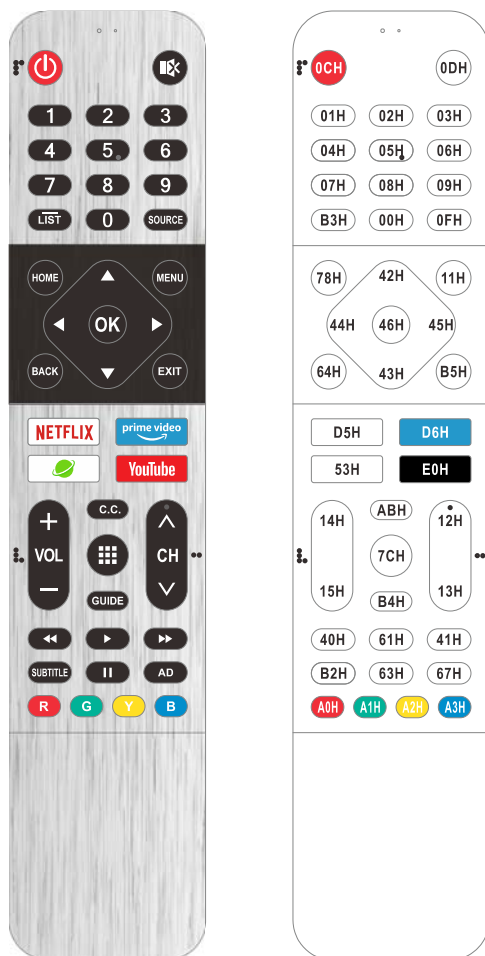 1 2 3
4 5 6
7 8 9
LIST 0 SOURCE
HOME MENU
OK
BACK EXIT
NETFLIX prime video
YouTube
C.C.
+
VOL CH
−
GUIDE
SUBTITLE AD
R G Y B
0CH 0DH
01H 02H 03H
04H 05H 06H
07H 08H 09H
B3H 00H 0FH
78H 42H 11H
44H 46H 45H
64H 43H B5H
D5H D6H
53H E0H
ABH
14H 12H
7CH
15H 13H
B4H
40H 61H 41H
B2H 63H 67H
A0H A1H A2H A3H